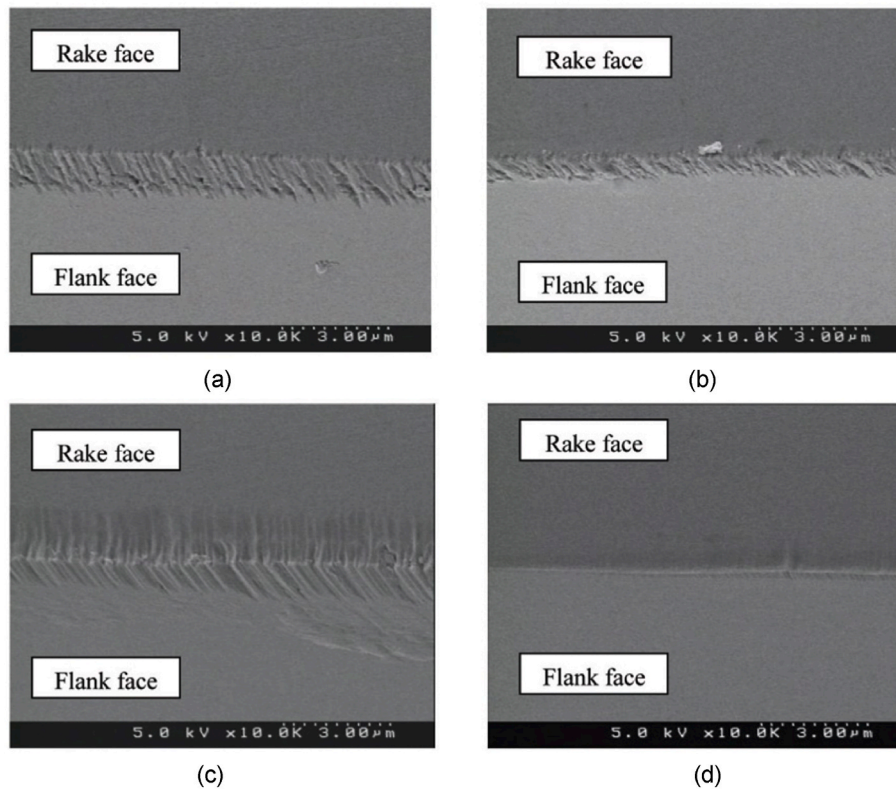 Rake face
Flank face
5.0 kV x10.0K 3.00μm
(a)
Rake face
Flank face
5.0 kV x10.0K 3.00μm
(b)
Rake face
Flank face
5.0 kV x10.0K 3.00μm
(c)
Rake face
Flank face
5.0 kV x10.0K 3.00μm
(d)